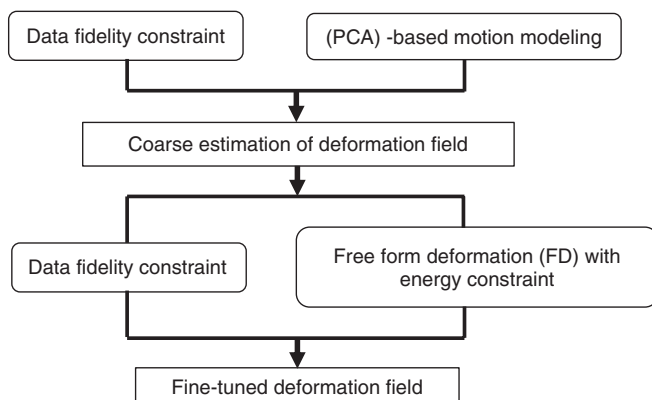 Data fidelity constraint
(PCA) -based motion modeling
Coarse estimation of deformation field
Data fidelity constraint
Free form deformation (FD) with
energy constraint
Fine-tuned deformation field